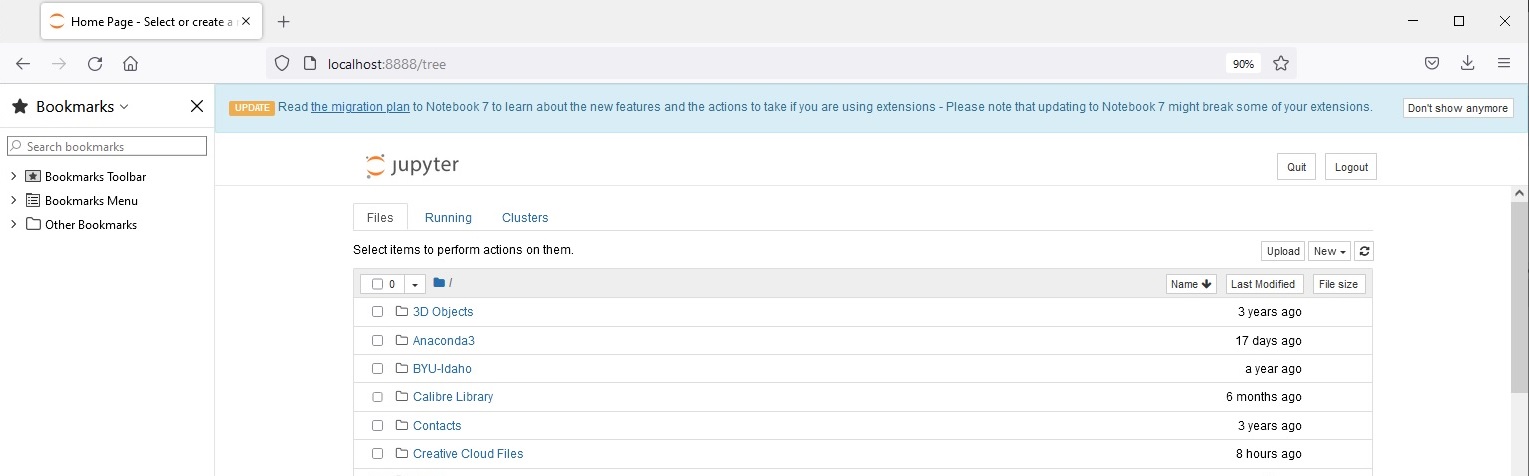 Home Page - Select or create a
localhost:8888/tree
90%
Bookmarks
Search bookmarks
Bookmarks Toolbar
Bookmarks Menu
Other Bookmarks
UPDATE Read the migration plan to Notebook 7 to learn about the new features and the actions to take if you are using extensions - Please note that updating to Notebook 7 might break some of your extensions.
Don't show anymore
jupyter
Quit
Logout
Files
Running
Clusters
Select items to perform actions on them.
Upload
New
0
/
Name
Last Modified
File size
3D Objects
3 years ago
Anaconda3
17 days ago
BYU-Idaho
a year ago
Calibre Library
6 months ago
Contacts
3 years ago
Creative Cloud Files
8 hours ago